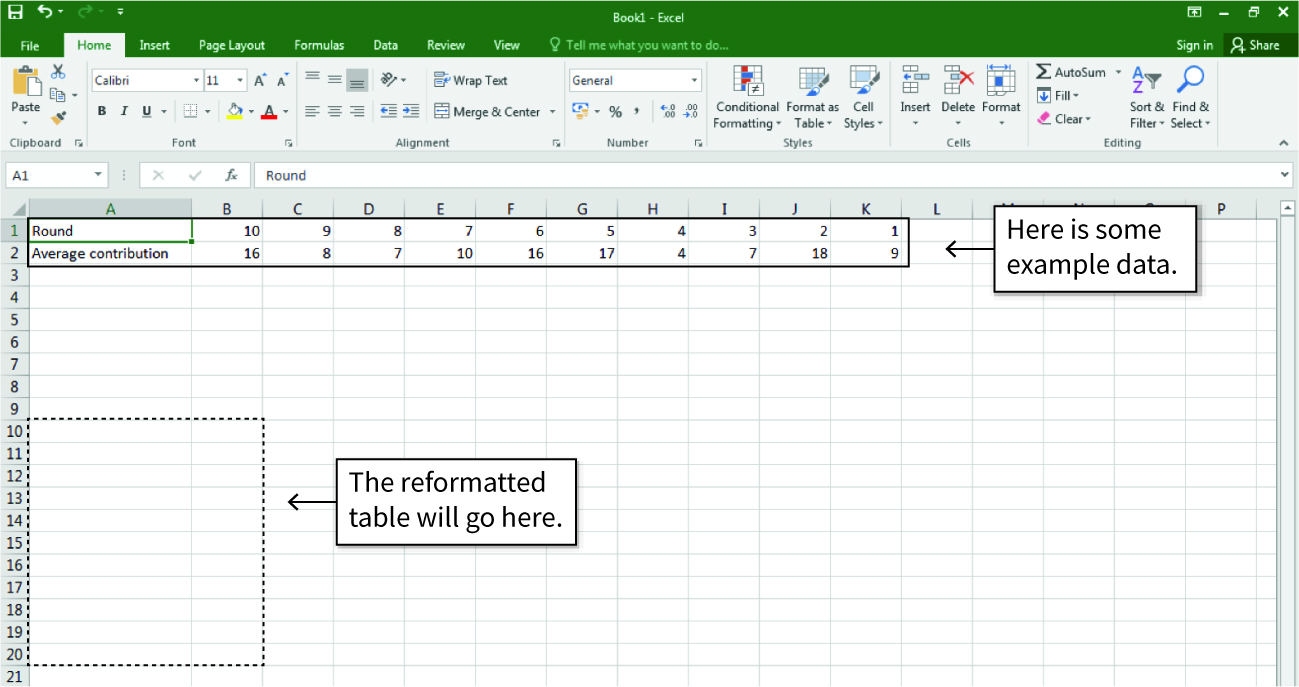 Book1 - Excel
File Home Insert Page Layout Formulas Data Review View Tell me what you want to do... Sign in Share
Calibri 11 Wrap Text General AutoSum
Paste Conditional Formatting Format as Table Cell Styles Insert Delete Format Fill Sort & Filter Find & Select
B I U Merge & Center % , Clear
Clipboard Font Alignment Number Styles Cells Editing
A1 fx Round
A B C D E F G H I J K L P
1 Round 10 9 8 7 6 5 4 3 2 1
2 Average contribution 16 8 7 10 16 17 4 7 18 9
Here is some
example data.
3
4
5
6
7
8
9
10
11
12
The reformatted
table will go here.
13
14
15
16
17
18
19
20
21